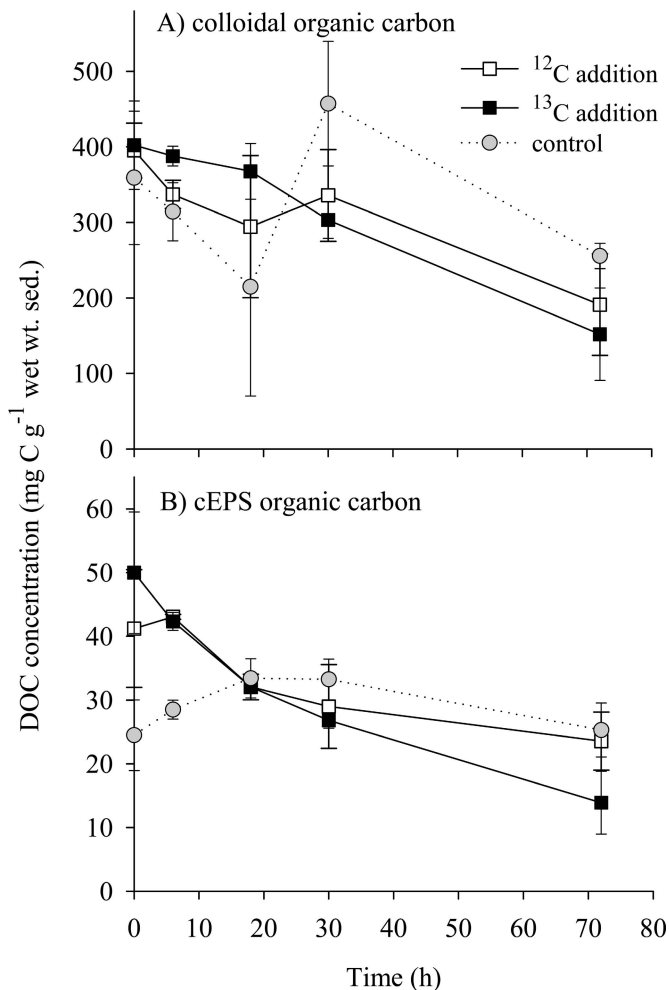 A) colloidal organic carbon
500
400
300
200
100
0
¹²C addition
¹³C addition
control
DOC concentration (mg C g⁻¹ wet wt. sed.)
B) cEPS organic carbon
60
50
40
30
20
10
0
0 10 20 30 40 50 60 70 80
Time (h)